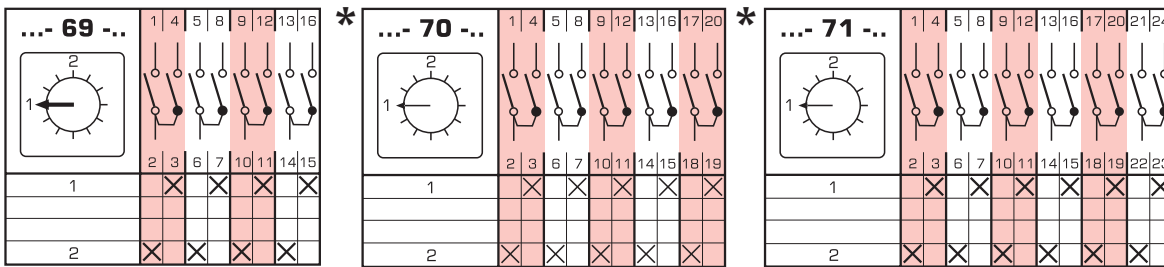 ...- 69 -..
1 4 5 8 9 12 13 16
2
1
2 3 6 7 10 11 14 15
1 X X X X
2 X X X X
*
...- 70 -..
1 4 5 8 9 12 13 16 17 20
2
1
2 3 6 7 10 11 14 15 18 19
1 X X X X X
2 X X X X X
*
...- 71 -..
1 4 5 8 9 12 13 16 17 20 21 24
2
1
2 3 6 7 10 11 14 15 18 19 22 23
1 X X X X X X
2 X X X X X X